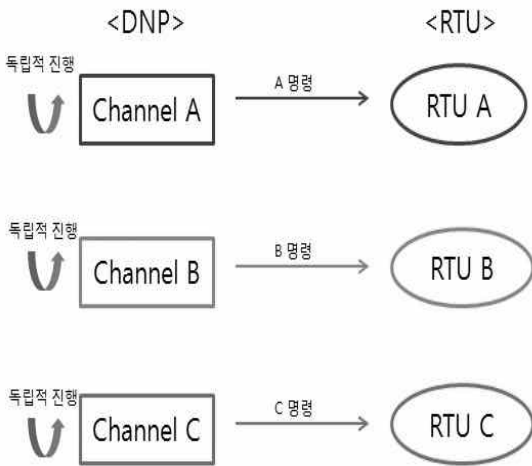 <DNP> <RTU>
독립적 진행
Channel A
A 명령
RTU A
독립적 진행
Channel B
B 명령
RTU B
독립적 진행
Channel C
C 명령
RTU C